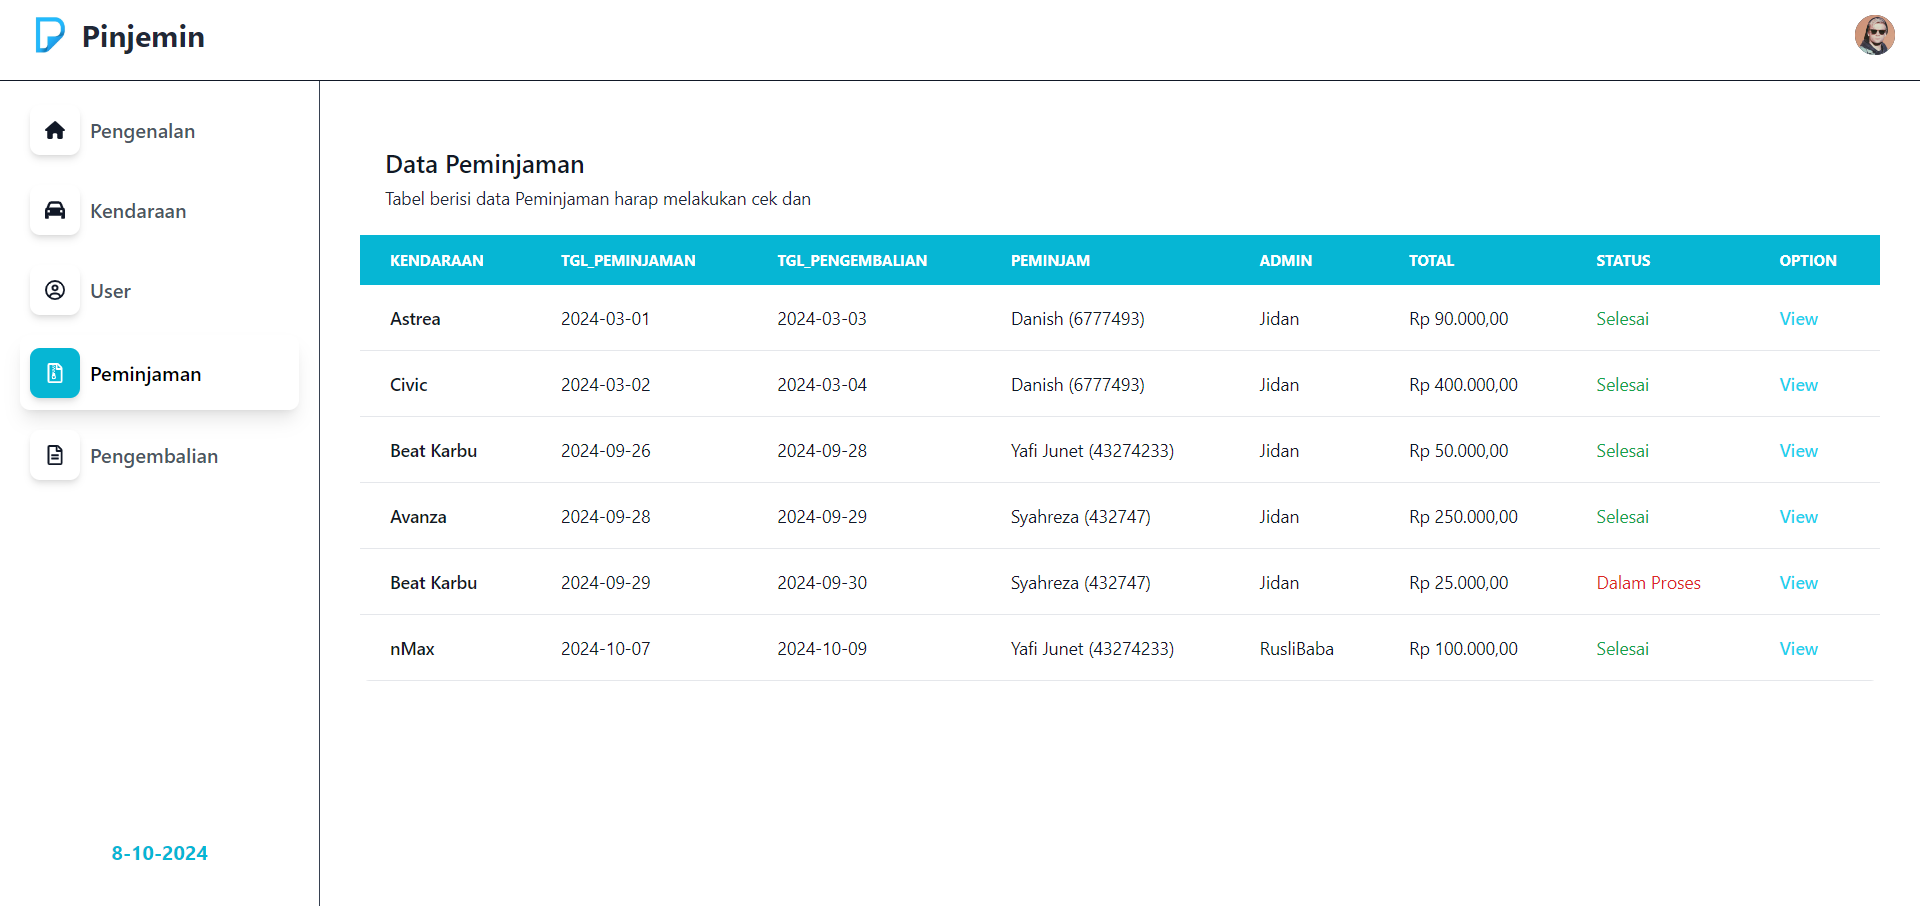 Pinjemin
Pengenalan
Kendaraan
User
Peminjaman
Pengembalian
8-10-2024
Data Peminjaman
Tabel berisi data Peminjaman harap melakukan cek dan
KENDARAAN TGL_PEMINJAMAN TGL_PENGEMBALIAN PEMINJAM ADMIN TOTAL STATUS OPTION
Astrea 2024-03-01 2024-03-03 Danish (6777493) Jidan Rp 90.000,00 Selesai View
Civic 2024-03-02 2024-03-04 Danish (6777493) Jidan Rp 400.000,00 Selesai View
Beat Karbu 2024-09-26 2024-09-28 Yafi Junet (43274233) Jidan Rp 50.000,00 Selesai View
Avanza 2024-09-28 2024-09-29 Syahreza (432747) Jidan Rp 250.000,00 Selesai View
Beat Karbu 2024-09-29 2024-09-30 Syahreza (432747) Jidan Rp 25.000,00 Dalam Proses View
nMax 2024-10-07 2024-10-09 Yafi Junet (43274233) RusliBaba Rp 100.000,00 Selesai View